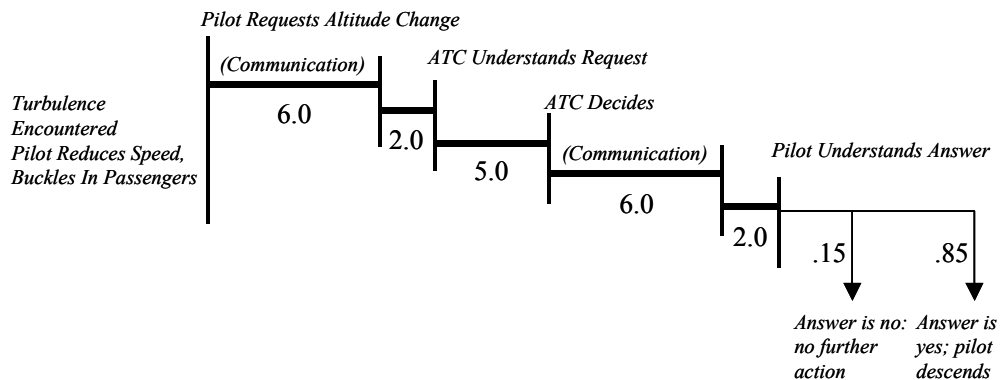 Pilot Requests Altitude Change
(Communication)
6.0
Turbulence
Encountered
Pilot Reduces Speed,
Buckles In Passengers
ATC Understands Request
2.0
ATC Decides
5.0
(Communication)
6.0
Pilot Understands Answer
2.0
.15
.85
Answer is no:
no further
action
Answer is
yes; pilot
descends